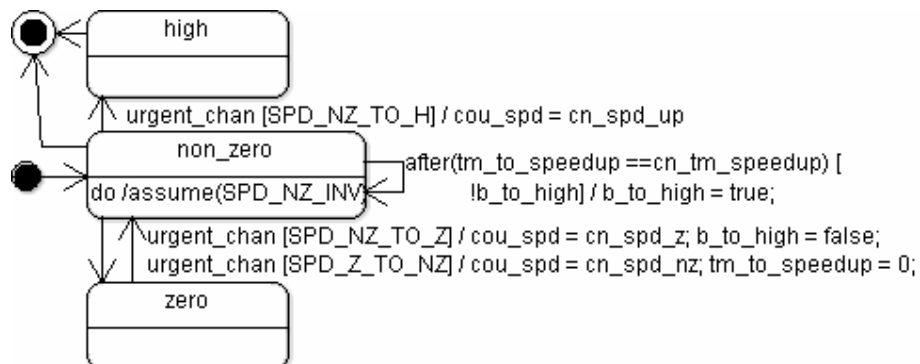 high
urgent_chan [SPD_NZ_TO_H] / cou_spd = cn_spd_up
non_zero
after(tm_to_speedup ==cn_tm_speedup) [
do /assume(SPD_NZ_INV)
!b_to_high] / b_to_high = true;
urgent_chan [SPD_NZ_TO_Z] / cou_spd = cn_spd_z; b_to_high = false;
urgent_chan [SPD_Z_TO_NZ] / cou_spd = cn_spd_nz; tm_to_speedup = 0;
zero